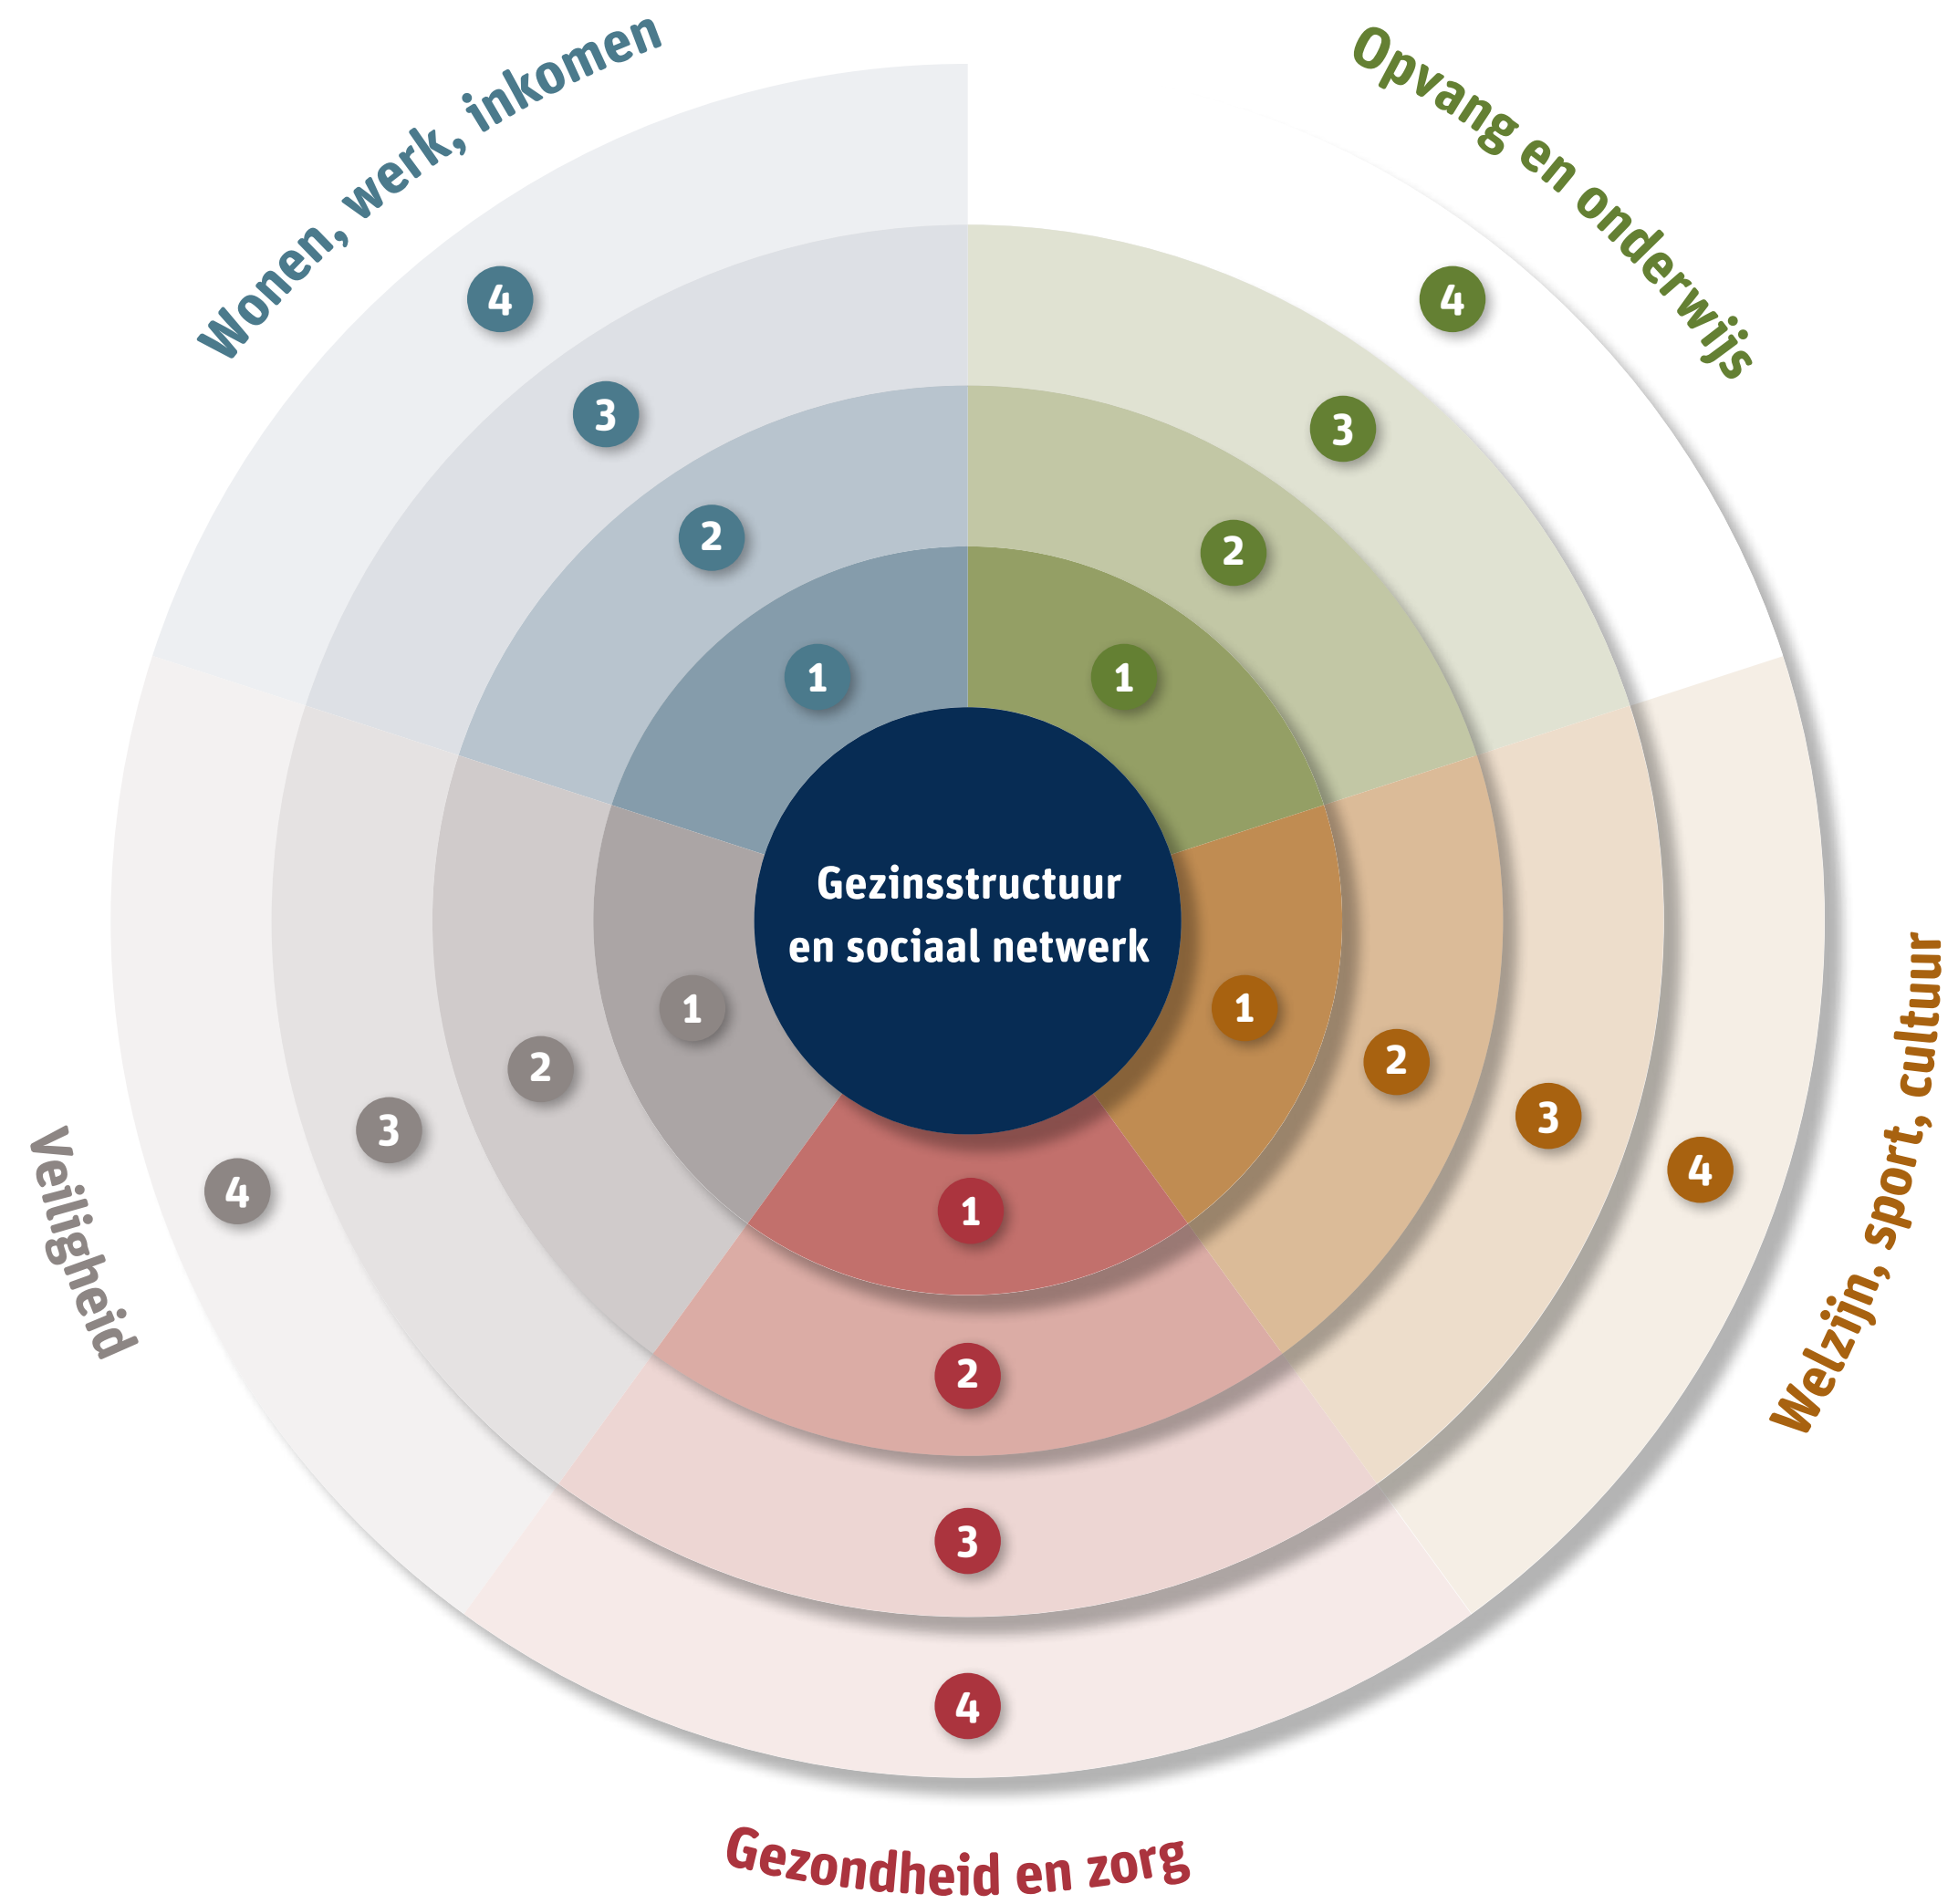 Wonen, werk, inkomen
4
3
2
1
Opvang en onderwijs
4
3
2
1
Gezinsstructuur
en sociaal netwerk
Welzijn, sport, cultuur
1
2
3
4
Veiligheid
1
2
3
4
1
2
3
4
Gezondheid en zorg